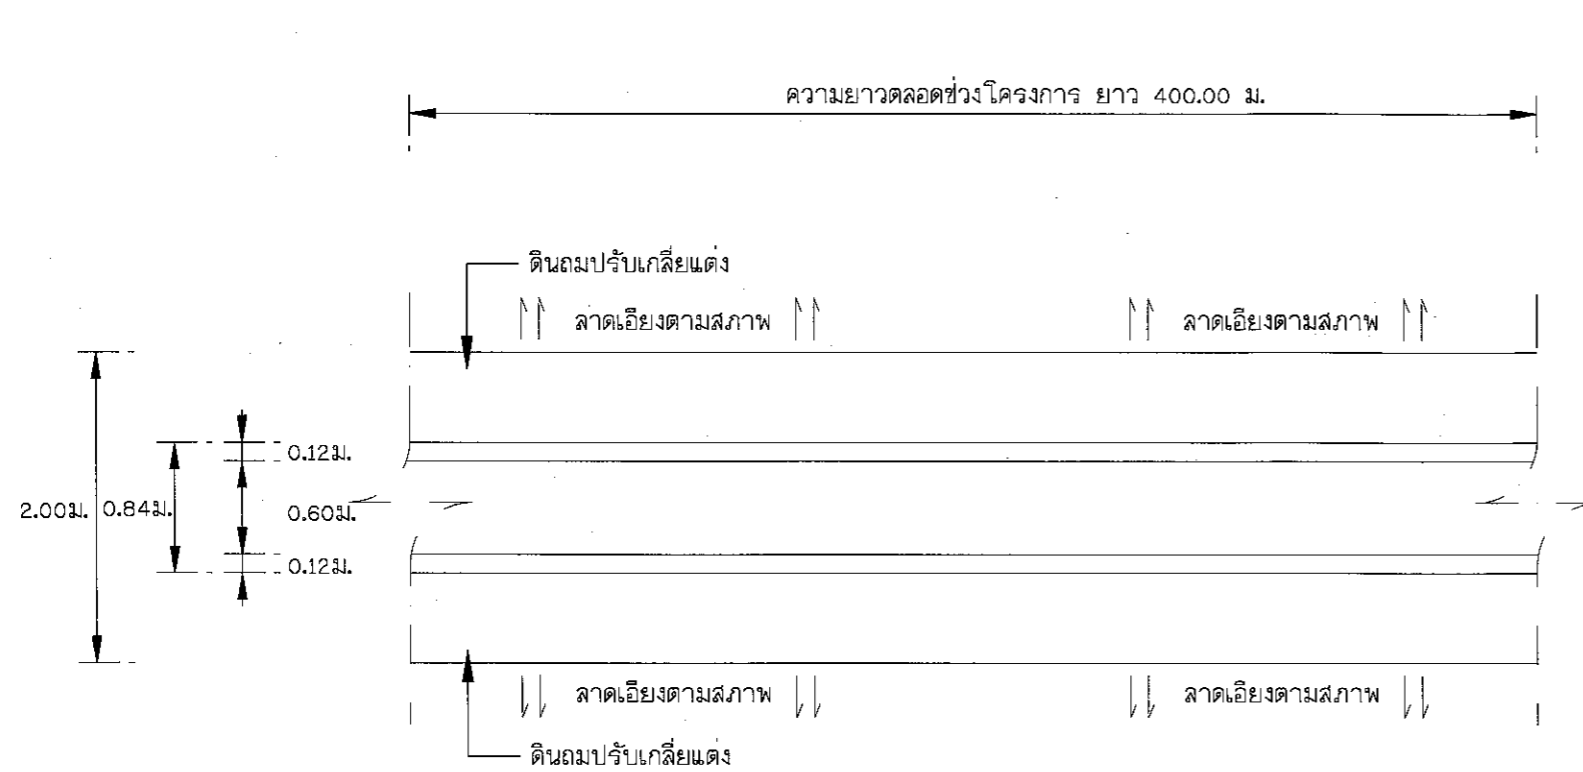 ความยาวตลอดช่วงโครงการ ยาว 400.00 ม.
ดินถมปรับเกลี่ยแต่ง
ลาดเอียงตามสภาพ ลาดเอียงตามสภาพ
0.12ม.
2.00ม. 0.84ม. 0.60ม.
0.12ม.
ลาดเอียงตามสภาพ ลาดเอียงตามสภาพ
ดินถมปรับเกลี่ยแต่ง